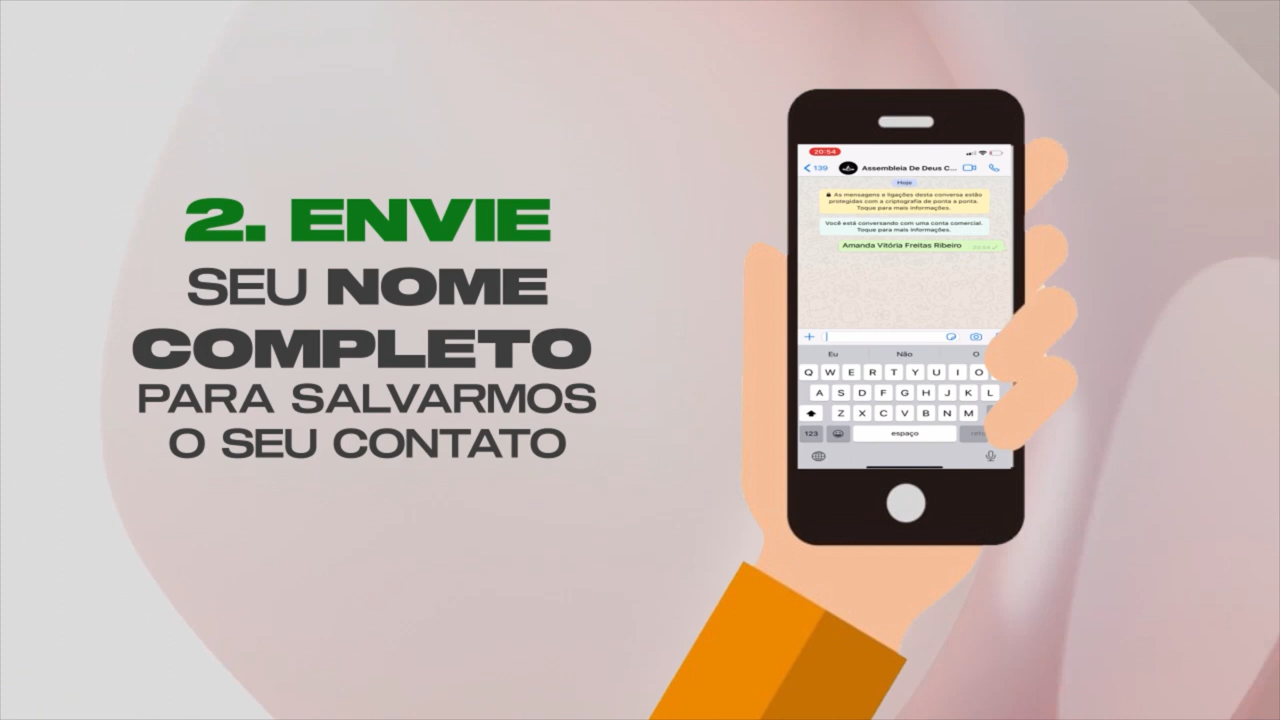 2. ENVIE
SEU NOME
COMPLETO
PARA SALVARMOS
O SEU CONTATO
20:54
139 Assembleia De Deus C...
Hoje
As mensagens e ligações desta conversa estão
protegidas com a criptografia de ponta a ponta.
Toque para mais informações.
Você está conversando com uma conta comercial.
Toque para mais informações.
Amanda Vitória Freitas Ribeiro
Eu Não O
Q W E R T Y U I O
A S D F G H J K L
Z X C V B N M
123 espaço